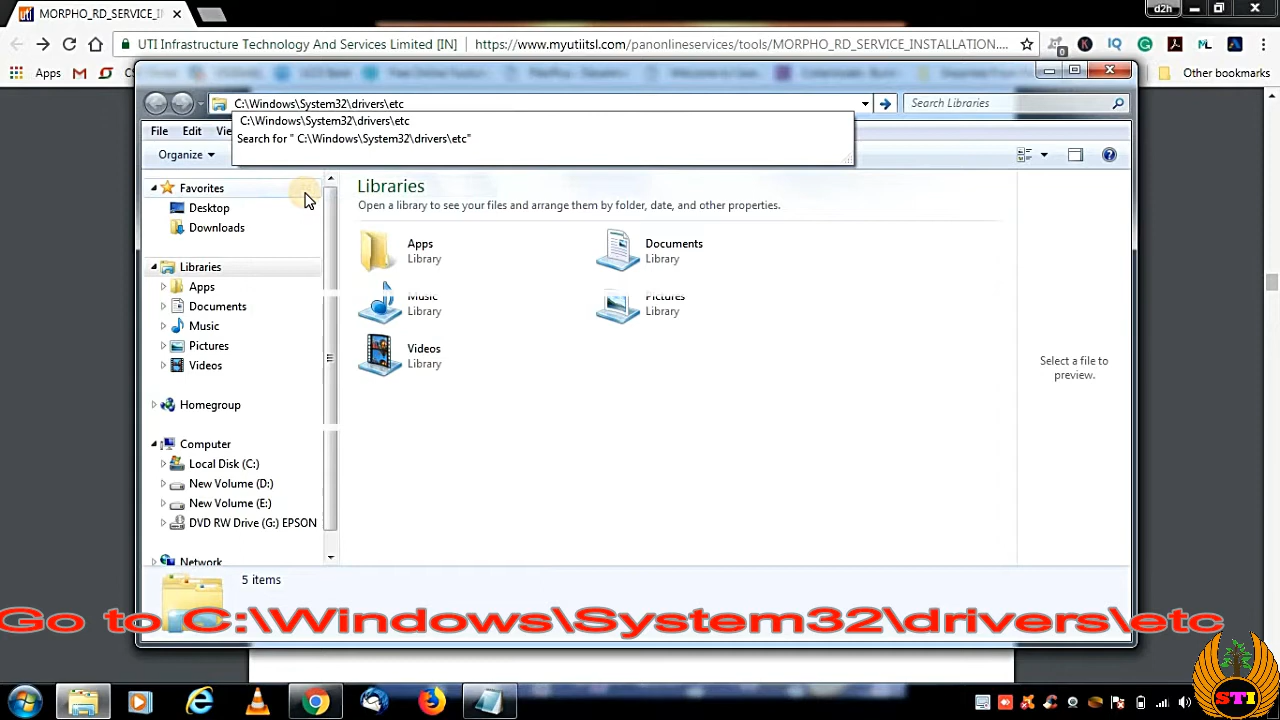 d2h
MORPHO_RD_SERVICE_I
UTI Infrastructure Technology And Services Limited [IN]
https://www.myutiitsl.com/panonlineservices/tools/MORPHO_RD_SERVICE_INSTALLATION....
Apps
Other bookmarks
C:\Windows\System32\drivers\etc
Search Libraries
C:\Windows\System32\drivers\etc
Search for " C:\Windows\System32\drivers\etc"
File Edit
Organize
Favorites
Desktop
Downloads
Libraries
Apps
Documents
Music
Pictures
Videos
Homegroup
Computer
Local Disk (C:)
New Volume (D:)
New Volume (E:)
DVD RW Drive (G:) EPSON
Network
Libraries
Open a library to see your files and arrange them by folder, date, and other properties.
Apps
Library
Documents
Library
Music
Library
Pictures
Library
Videos
Library
Select a file to
preview.
5 items
Go to C:\Windows\System32\drivers\etc
STI